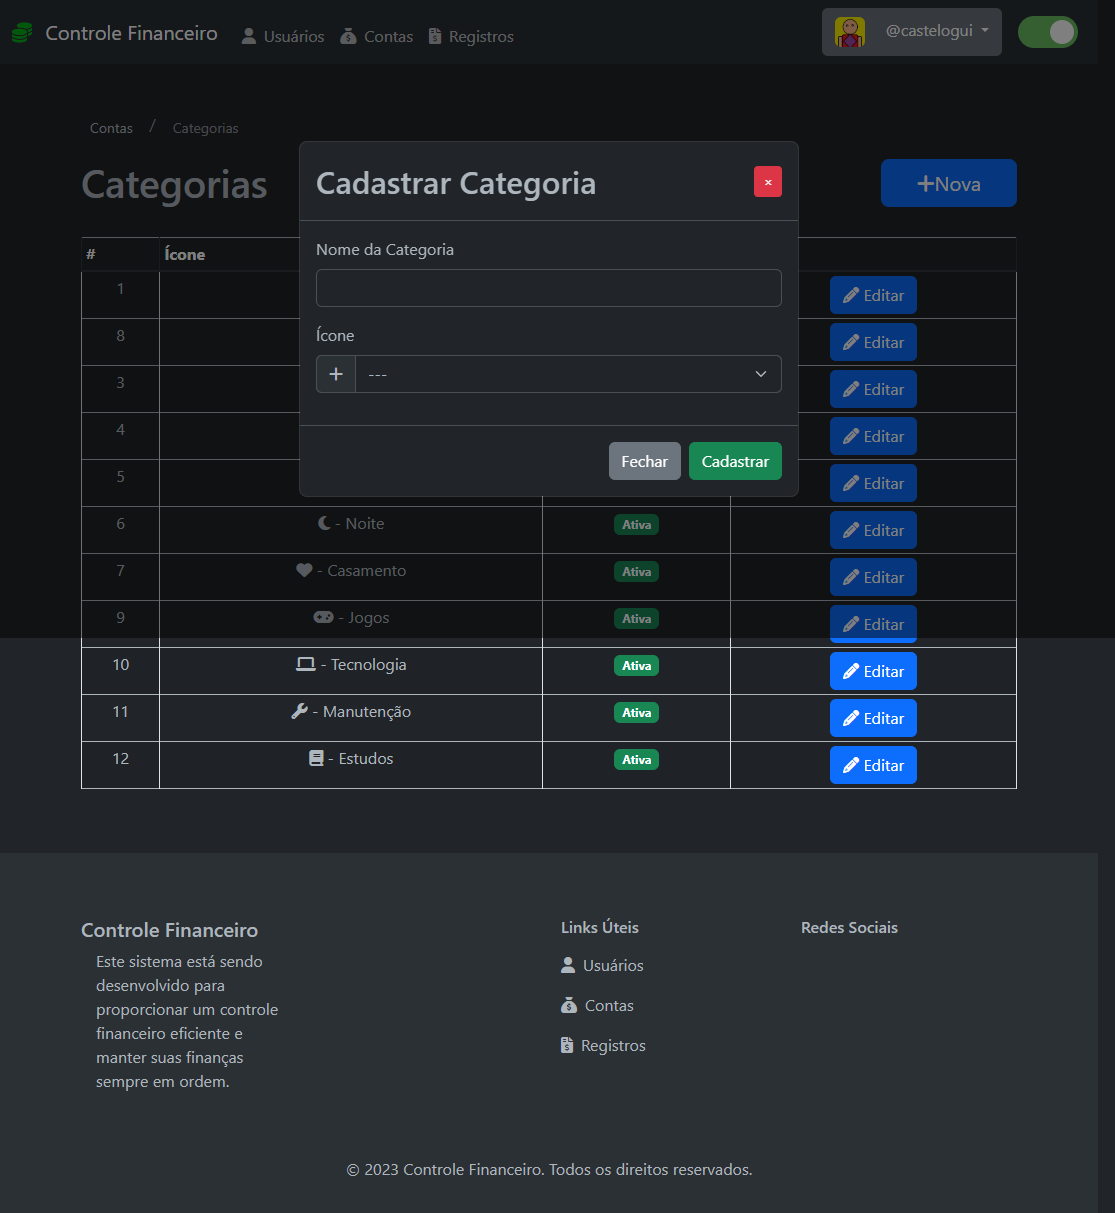 Controle Financeiro Usuários Contas Registros @castelogui
Contas / Categorias
Categorias
+Nova
Cadastrar Categoria
×
Nome da Categoria
Ícone
+ ---
Fechar Cadastrar
# Ícone
1 Editar
8 Editar
3 Editar
4 Editar
5 Editar
6 - Noite Ativa Editar
7 - Casamento Ativa Editar
9 - Jogos Ativa Editar
10 - Tecnologia Ativa Editar
11 - Manutenção Ativa Editar
12 - Estudos Ativa Editar
Controle Financeiro
Este sistema está sendo
desenvolvido para
proporcionar um controle
financeiro eficiente e
manter suas finanças
sempre em ordem.
Links Úteis
Usuários
Contas
Registros
Redes Sociais
© 2023 Controle Financeiro. Todos os direitos reservados.